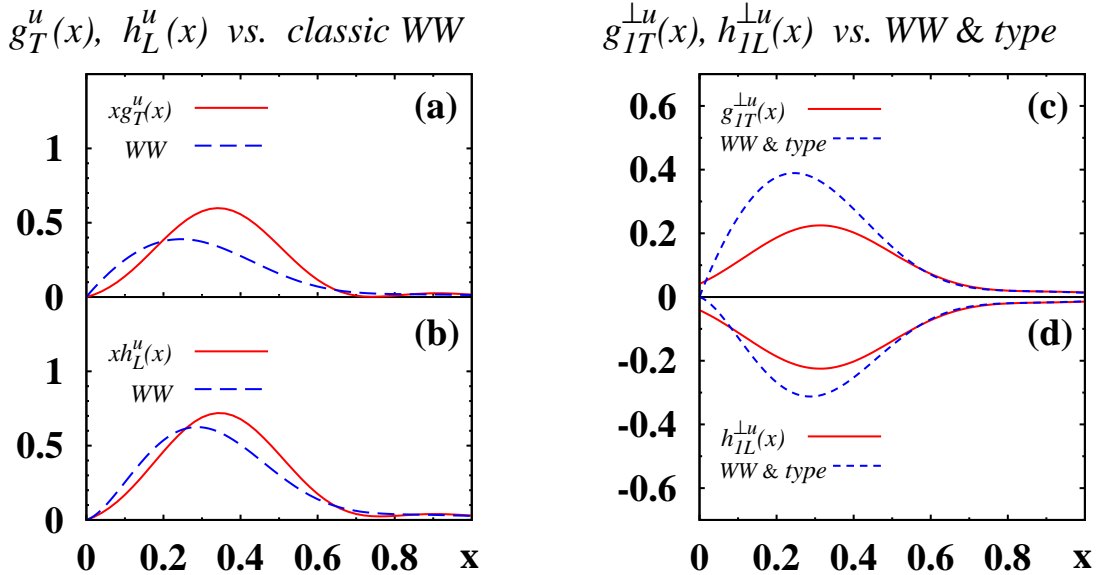 g_T^u(x), h_L^u(x) vs. classic WW
(a)
xg_T^u(x)
WW
1
0.5
0
(b)
xh_L^u(x)
WW
1
0.5
0
0 0.2 0.4 0.6 0.8 x
g_{1T}^{⊥u}(x), h_{1L}^{⊥u}(x) vs. WW & type
(c)
g_{1T}^{⊥u}(x)
WW & type
0.6
0.4
0.2
0
(d)
-0.2
-0.4
-0.6
h_{1L}^{⊥u}(x)
WW & type
0 0.2 0.4 0.6 0.8 x